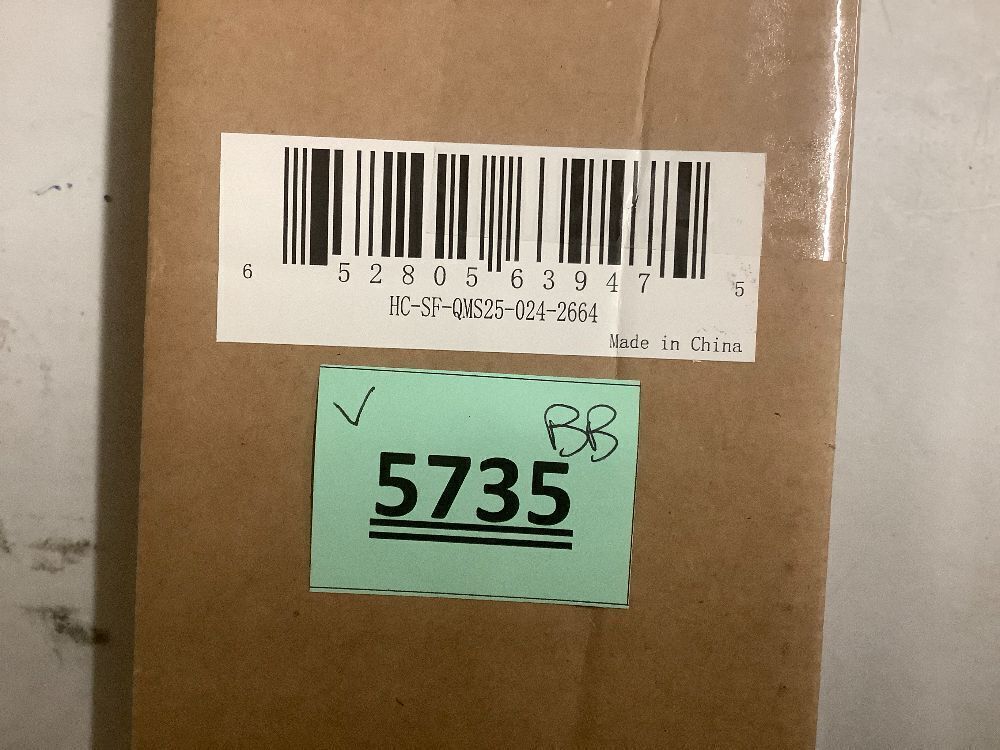 6 52805 63947 5
HC-SF-QMS25-024-2664
Made in China
✓ BB
5735